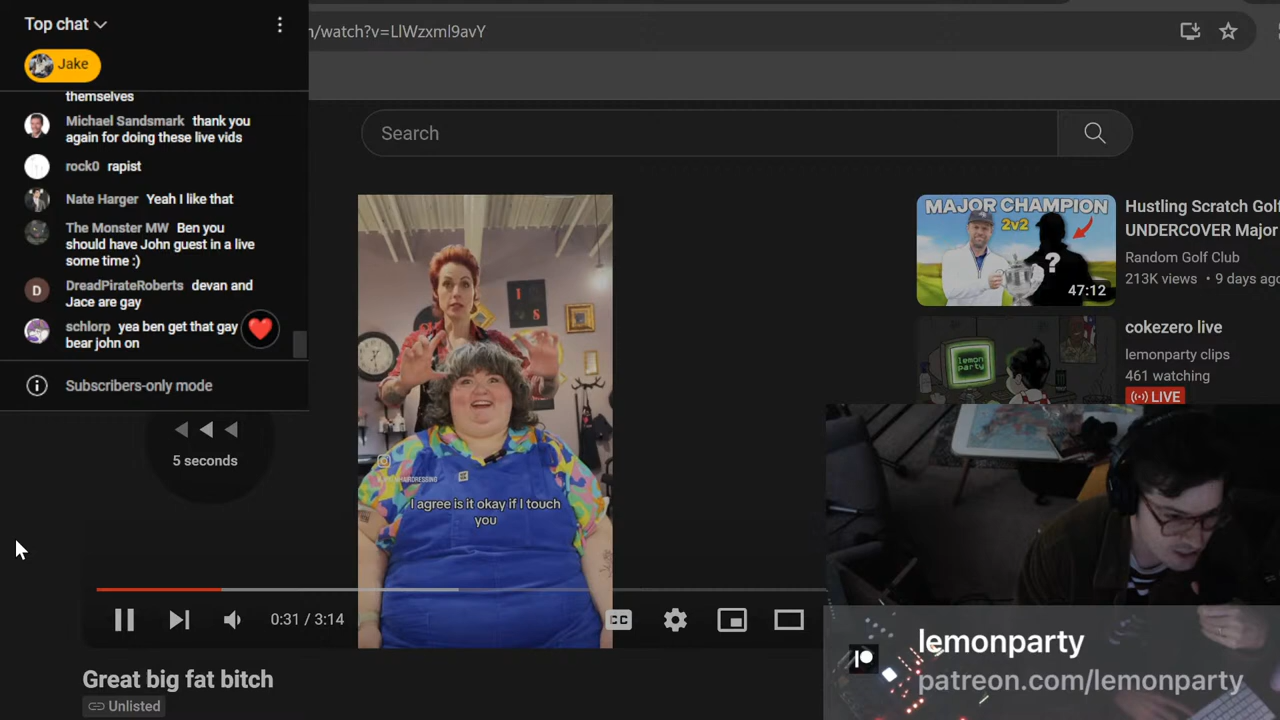 Top chat
n/watch?v=LlWzxml9avY
Jake
themselves
Michael Sandsmark thank you
again for doing these live vids
rock0 rapist
Nate Harger Yeah I like that
The Monster MW Ben you
should have John guest in a live
some time :)
DreadPirateRoberts devan and
Jace are gay
schlorp yea ben get that gay
bear john on
Subscribers-only mode
Search
5 seconds
I agree is it okay if I touch
you
0:31 / 3:14
CC
Great big fat bitch
Unlisted
MAJOR CHAMPION
2v2
?
47:12
Hustling Scratch Golf
UNDERCOVER Major
Random Golf Club
213K views • 9 days ago
lemon
party
cokezero live
lemonparty clips
461 watching
LIVE
lemonparty
patreon.com/lemonparty